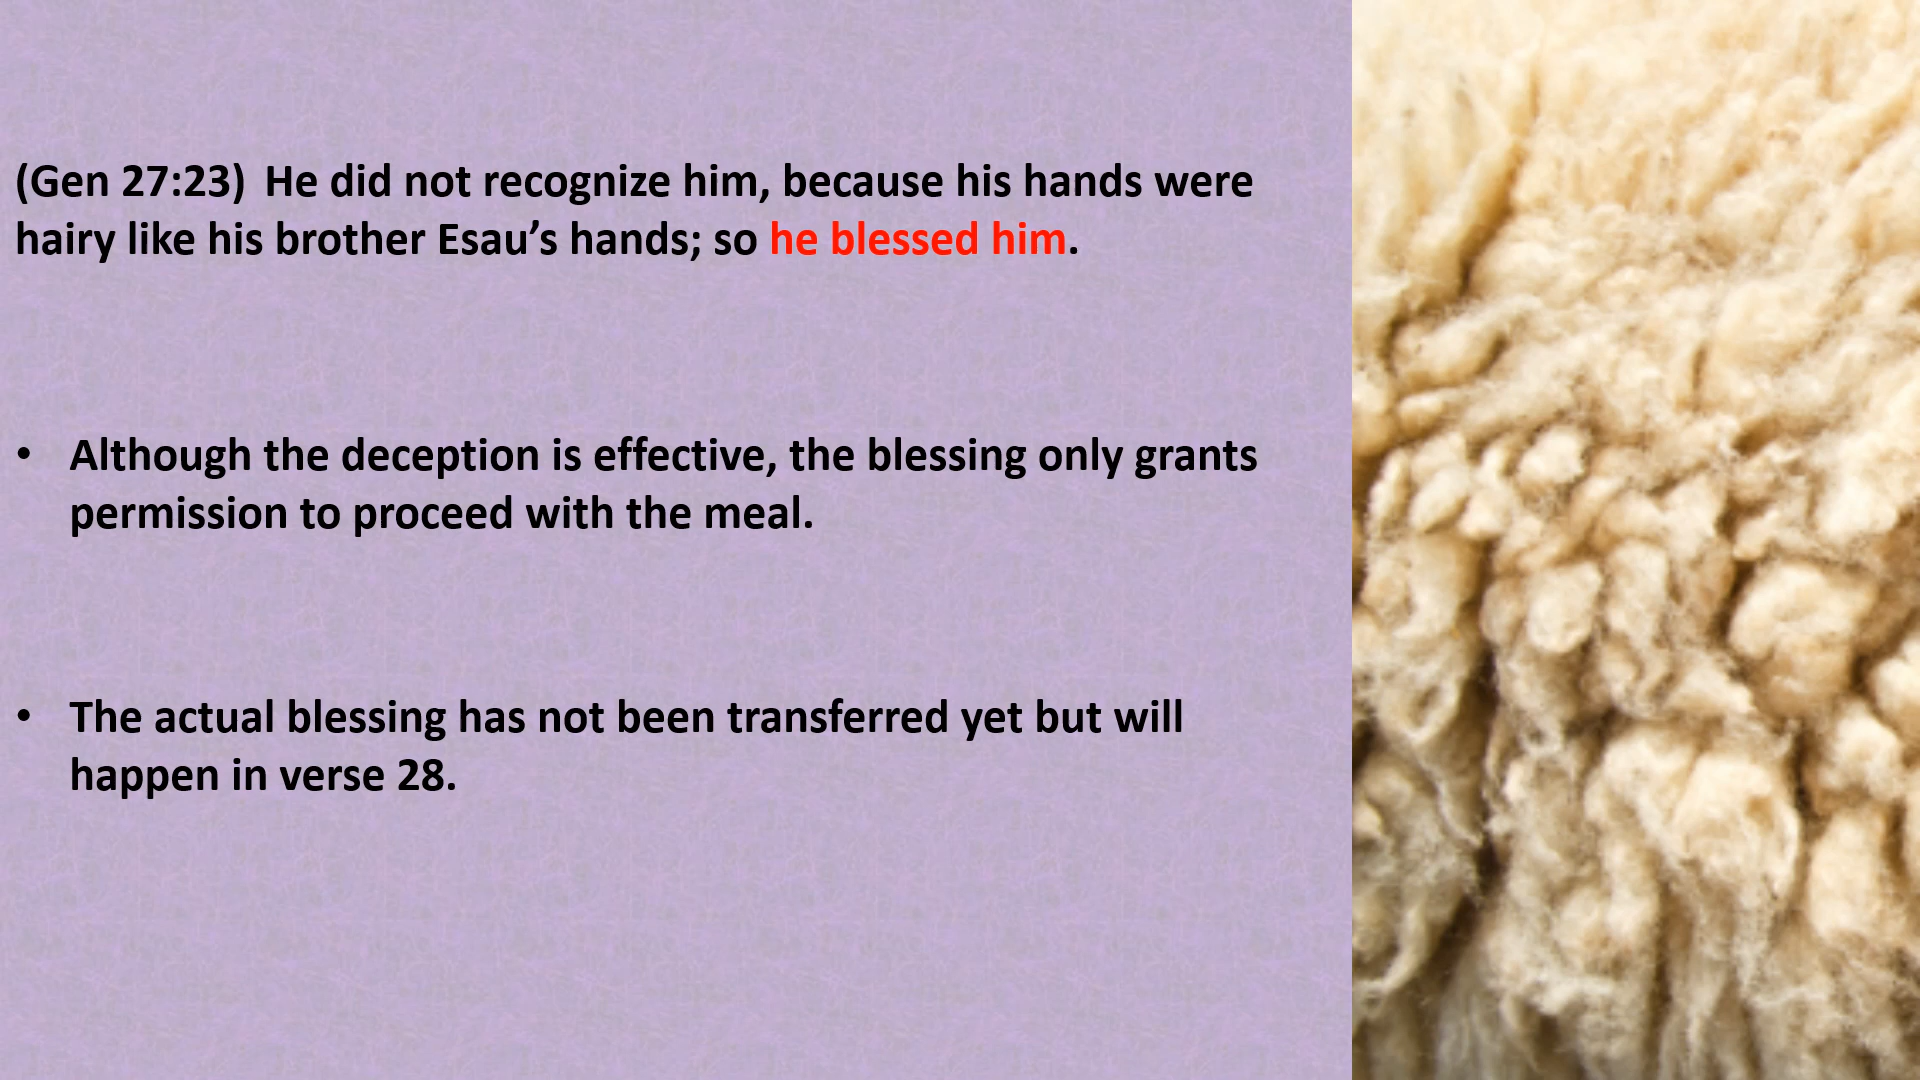 (Gen 27:23)  He did not recognize him, because his hands were
hairy like his brother Esau’s hands; so he blessed him.
• Although the deception is effective, the blessing only grants
permission to proceed with the meal.
• The actual blessing has not been transferred yet but will
happen in verse 28.